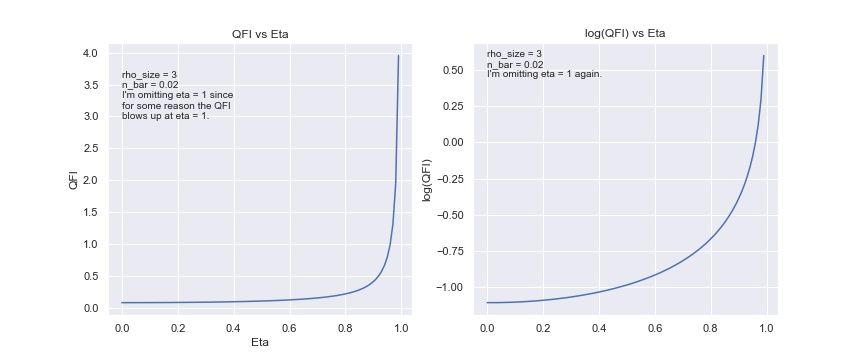 QFI vs Eta
4.0
3.5
3.0
2.5
2.0
1.5
1.0
0.5
0.0
QFI
rho_size = 3
n_bar = 0.02
I'm omitting eta = 1 since
for some reason the QFI
blows up at eta = 1.
0.0 0.2 0.4 0.6 0.8 1.0
Eta
log(QFI) vs Eta
0.50
0.25
0.00
−0.25
−0.50
−0.75
−1.00
log(QFI)
rho_size = 3
n_bar = 0.02
I'm omitting eta = 1 again.
0.0 0.2 0.4 0.6 0.8 1.0